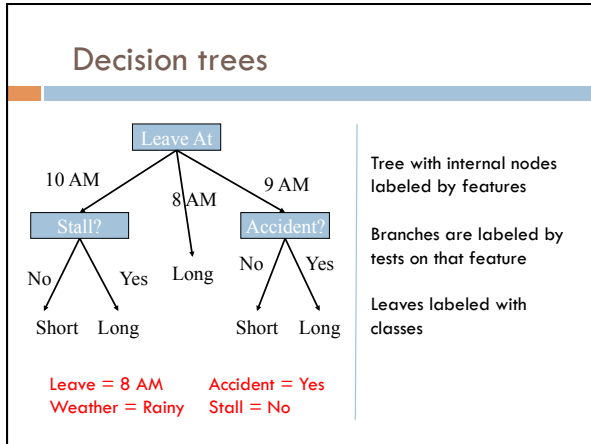 Decision trees
Leave At
10 AM
8 AM
9 AM
Stall?
Accident?
No
Yes
Long
No
Yes
Short
Long
Short
Long
Tree with internal nodes
labeled by features
Branches are labeled by
tests on that feature
Leaves labeled with
classes
Leave = 8 AM
Accident = Yes
Weather = Rainy
Stall = No